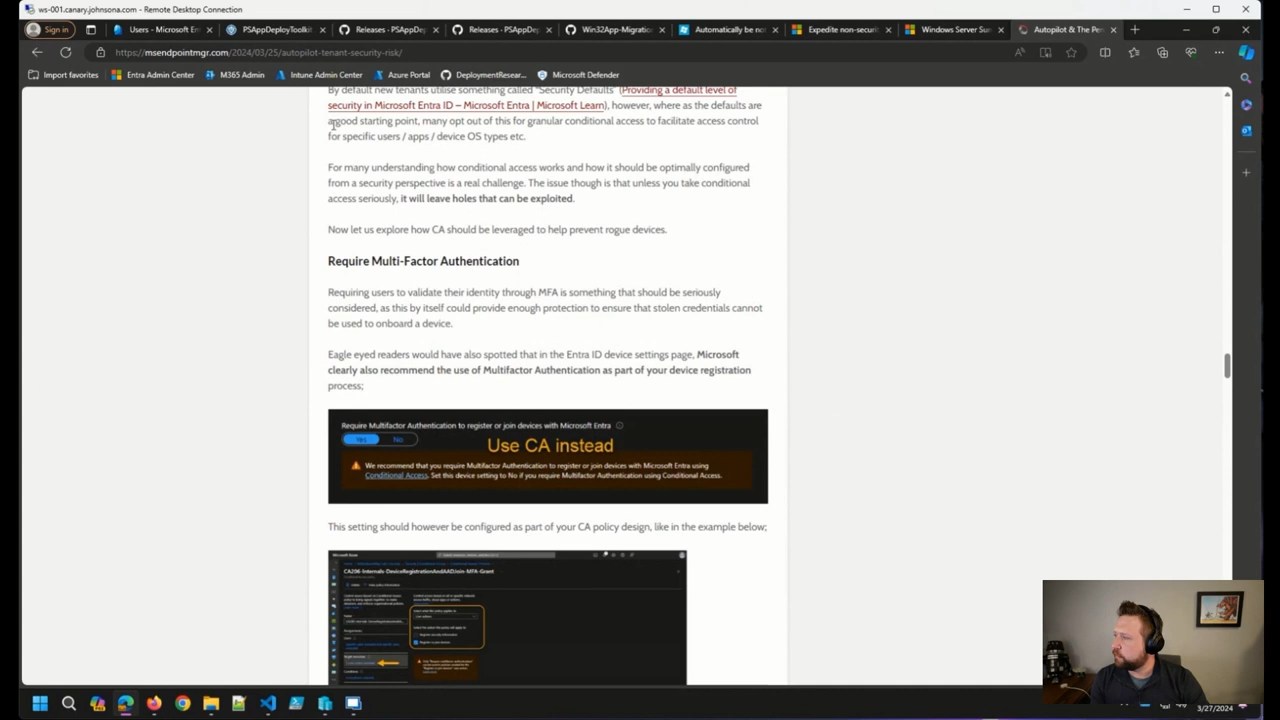 ws-001.canary.johnsona.com - Remote Desktop Connection
Sign in
Users - Microsoft En
PSAppDeployToolkit
Releases - PSAppDe
Releases - PSAppDe
Win32App-Migratio
Automatically be no
Expedite non-securi
Windows Server Sum
Autopilot & The Pen
https://msendpointmgr.com/2024/03/25/autopilot-tenant-security-risk/
Import favorites
Entra Admin Center
M365 Admin
Intune Admin Center
Azure Portal
DeploymentResear...
Microsoft Defender
By default new tenants utilise something called "Security Defaults" (Providing a default level of
security in Microsoft Entra ID – Microsoft Entra | Microsoft Learn), however, where as the defaults are
a good starting point, many opt out of this for granular conditional access to facilitate access control
for specific users / apps / device OS types etc.
For many understanding how conditional access works and how it should be optimally configured
from a security perspective is a real challenge. The issue though is that unless you take conditional
access seriously, it will leave holes that can be exploited.
Now let us explore how CA should be leveraged to help prevent rogue devices.
Require Multi-Factor Authentication
Requiring users to validate their identity through MFA is something that should be seriously
considered, as this by itself could provide enough protection to ensure that stolen credentials cannot
be used to onboard a device.
Eagle eyed readers would have also spotted that in the Entra ID device settings page, Microsoft
clearly also recommend the use of Multifactor Authentication as part of your device registration
process;
Require Multifactor Authentication to register or join devices with Microsoft Entra
Yes No
Use CA instead
We recommend that you require Multifactor Authentication to register or join devices with Microsoft Entra using
Conditional Access. Set this device setting to No if you require Multifactor Authentication using Conditional Access.
This setting should however be configured as part of your CA policy design, like in the example below;
Microsoft Azure
CA206-Internals-DeviceRegistrationAndAADJoin-MFA-Grant
3/27/2024